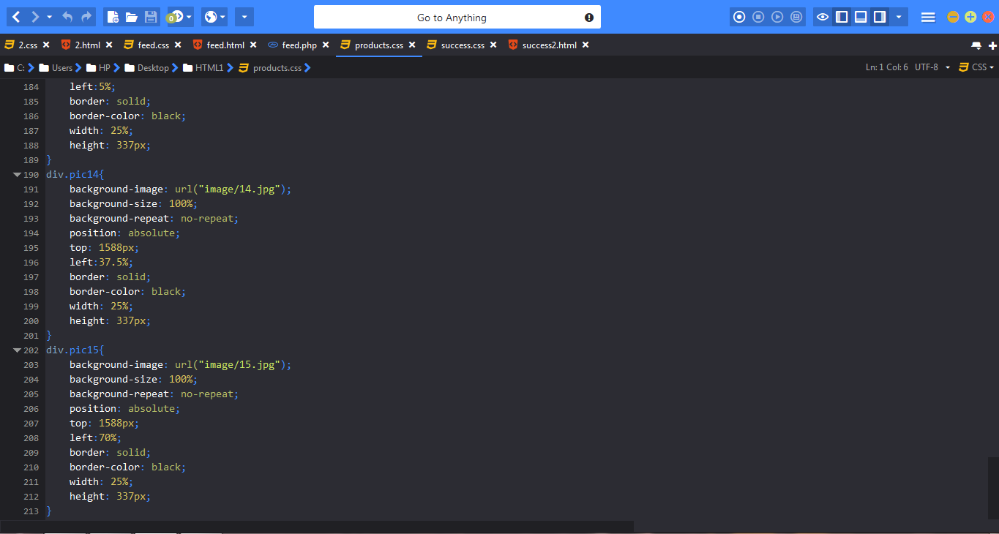 Go to Anything
0
2.css
2.html
feed.css
feed.html
feed.php
products.css
success.css
success2.html
C:
Users
HP
Desktop
HTML1
products.css
Ln: 1 Col: 6 UTF-8
CSS
184 left:5%;
185 border: solid;
186 border-color: black;
187 width: 25%;
188 height: 337px;
189 }
190 div.pic14{
191 background-image: url("image/14.jpg");
192 background-size: 100%;
193 background-repeat: no-repeat;
194 position: absolute;
195 top: 1588px;
196 left:37.5%;
197 border: solid;
198 border-color: black;
199 width: 25%;
200 height: 337px;
201 }
202 div.pic15{
203 background-image: url("image/15.jpg");
204 background-size: 100%;
205 background-repeat: no-repeat;
206 position: absolute;
207 top: 1588px;
208 left:70%;
209 border: solid;
210 border-color: black;
211 width: 25%;
212 height: 337px;
213 }